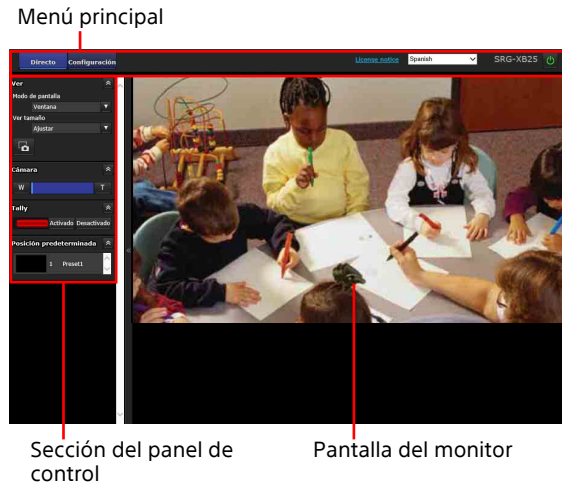 Menú principal
Directo Configuración License notice Spanish SRG-XB25
Ver
Modo de pantalla
Ventana
Ver tamaño
Ajustar
Cámara
W T
Tally
Activado Desactivado
Posición predeterminada
1 Preset1
Sección del panel de
control
Pantalla del monitor